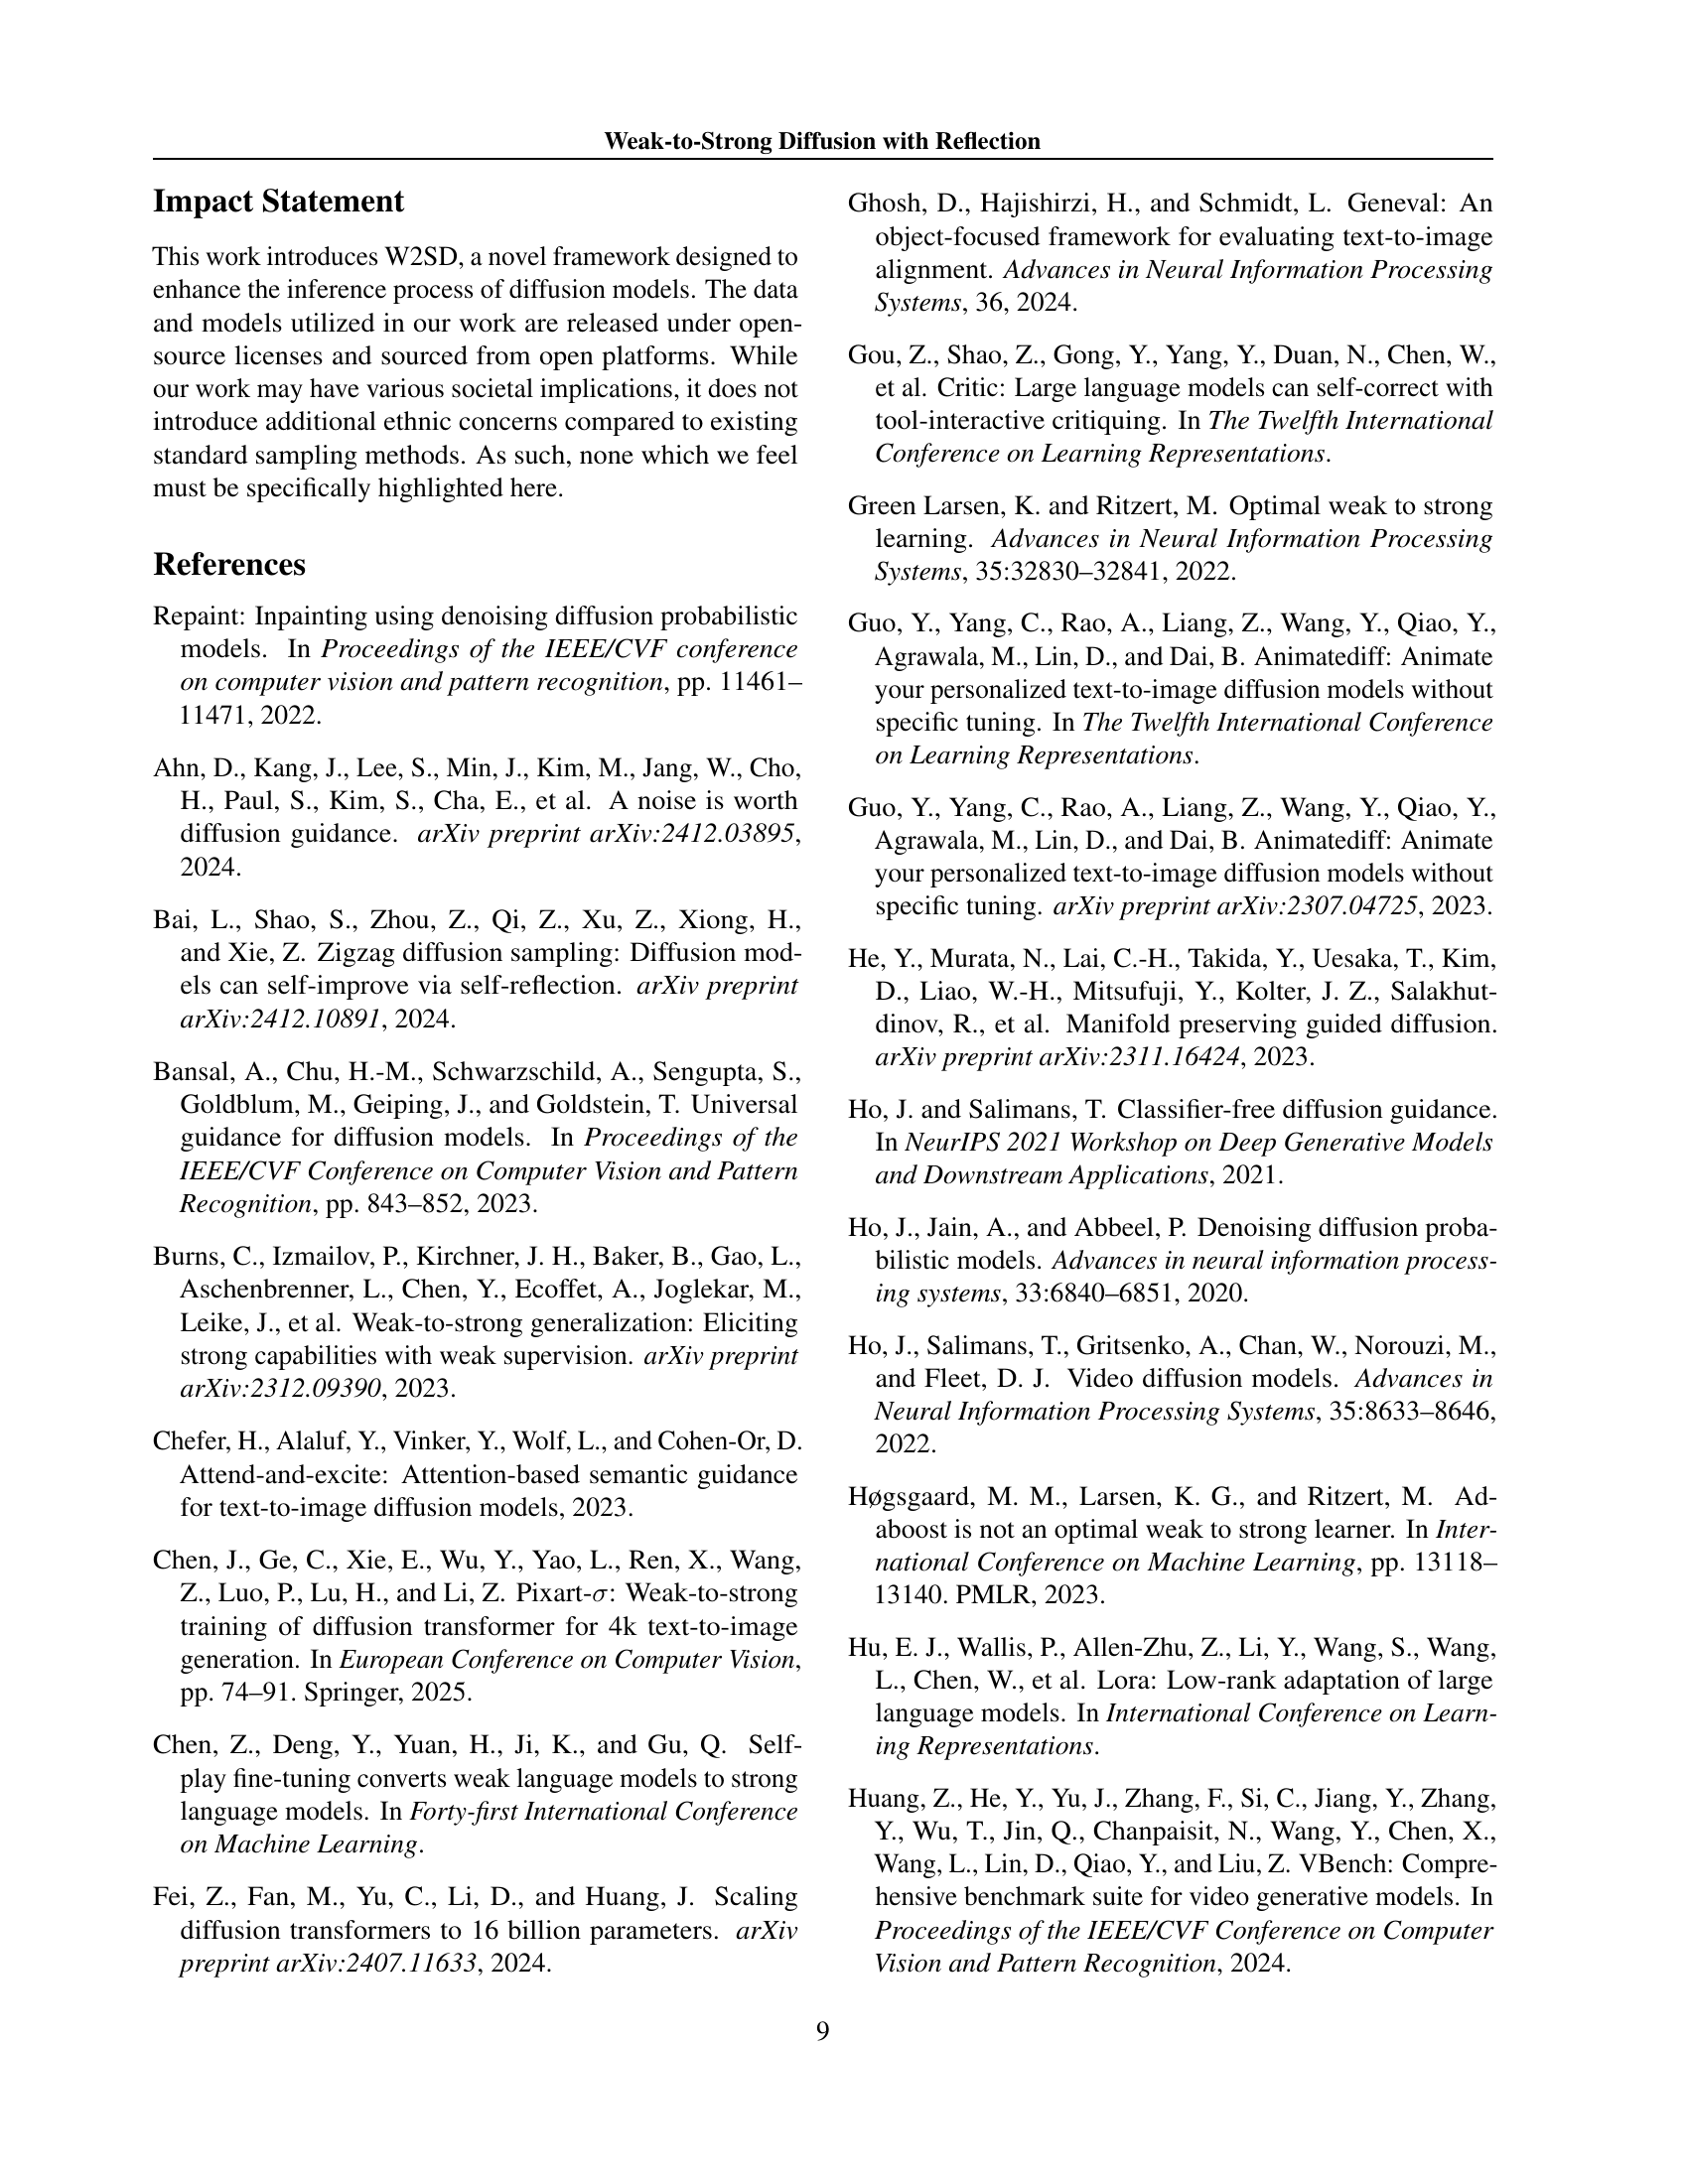 Weak-to-Strong Diffusion with Reflection
Impact Statement
This work introduces W2SD, a novel framework designed to
enhance the inference process of diffusion models. The data
and models utilized in our work are released under open-
source licenses and sourced from open platforms. While
our work may have various societal implications, it does not
introduce additional ethnic concerns compared to existing
standard sampling methods. As such, none which we feel
must be specifically highlighted here.
References
Repaint: Inpainting using denoising diffusion probabilistic
models. In Proceedings of the IEEE/CVF conference
on computer vision and pattern recognition, pp. 11461–
11471, 2022.
Ahn, D., Kang, J., Lee, S., Min, J., Kim, M., Jang, W., Cho,
H., Paul, S., Kim, S., Cha, E., et al. A noise is worth
diffusion guidance. arXiv preprint arXiv:2412.03895,
2024.
Bai, L., Shao, S., Zhou, Z., Qi, Z., Xu, Z., Xiong, H.,
and Xie, Z. Zigzag diffusion sampling: Diffusion mod-
els can self-improve via self-reflection. arXiv preprint
arXiv:2412.10891, 2024.
Bansal, A., Chu, H.-M., Schwarzschild, A., Sengupta, S.,
Goldblum, M., Geiping, J., and Goldstein, T. Universal
guidance for diffusion models. In Proceedings of the
IEEE/CVF Conference on Computer Vision and Pattern
Recognition, pp. 843–852, 2023.
Burns, C., Izmailov, P., Kirchner, J. H., Baker, B., Gao, L.,
Aschenbrenner, L., Chen, Y., Ecoffet, A., Joglekar, M.,
Leike, J., et al. Weak-to-strong generalization: Eliciting
strong capabilities with weak supervision. arXiv preprint
arXiv:2312.09390, 2023.
Chefer, H., Alaluf, Y., Vinker, Y., Wolf, L., and Cohen-Or, D.
Attend-and-excite: Attention-based semantic guidance
for text-to-image diffusion models, 2023.
Chen, J., Ge, C., Xie, E., Wu, Y., Yao, L., Ren, X., Wang,
Z., Luo, P., Lu, H., and Li, Z. Pixart-σ: Weak-to-strong
training of diffusion transformer for 4k text-to-image
generation. In European Conference on Computer Vision,
pp. 74–91. Springer, 2025.
Chen, Z., Deng, Y., Yuan, H., Ji, K., and Gu, Q. Self-
play fine-tuning converts weak language models to strong
language models. In Forty-first International Conference
on Machine Learning.
Fei, Z., Fan, M., Yu, C., Li, D., and Huang, J. Scaling
diffusion transformers to 16 billion parameters. arXiv
preprint arXiv:2407.11633, 2024.
Ghosh, D., Hajishirzi, H., and Schmidt, L. Geneval: An
object-focused framework for evaluating text-to-image
alignment. Advances in Neural Information Processing
Systems, 36, 2024.
Gou, Z., Shao, Z., Gong, Y., Yang, Y., Duan, N., Chen, W.,
et al. Critic: Large language models can self-correct with
tool-interactive critiquing. In The Twelfth International
Conference on Learning Representations.
Green Larsen, K. and Ritzert, M. Optimal weak to strong
learning. Advances in Neural Information Processing
Systems, 35:32830–32841, 2022.
Guo, Y., Yang, C., Rao, A., Liang, Z., Wang, Y., Qiao, Y.,
Agrawala, M., Lin, D., and Dai, B. Animatediff: Animate
your personalized text-to-image diffusion models without
specific tuning. In The Twelfth International Conference
on Learning Representations.
Guo, Y., Yang, C., Rao, A., Liang, Z., Wang, Y., Qiao, Y.,
Agrawala, M., Lin, D., and Dai, B. Animatediff: Animate
your personalized text-to-image diffusion models without
specific tuning. arXiv preprint arXiv:2307.04725, 2023.
He, Y., Murata, N., Lai, C.-H., Takida, Y., Uesaka, T., Kim,
D., Liao, W.-H., Mitsufuji, Y., Kolter, J. Z., Salakhut-
dinov, R., et al. Manifold preserving guided diffusion.
arXiv preprint arXiv:2311.16424, 2023.
Ho, J. and Salimans, T. Classifier-free diffusion guidance.
In NeurIPS 2021 Workshop on Deep Generative Models
and Downstream Applications, 2021.
Ho, J., Jain, A., and Abbeel, P. Denoising diffusion proba-
bilistic models. Advances in neural information process-
ing systems, 33:6840–6851, 2020.
Ho, J., Salimans, T., Gritsenko, A., Chan, W., Norouzi, M.,
and Fleet, D. J. Video diffusion models. Advances in
Neural Information Processing Systems, 35:8633–8646,
2022.
Høgsgaard, M. M., Larsen, K. G., and Ritzert, M. Ad-
aboost is not an optimal weak to strong learner. In Inter-
national Conference on Machine Learning, pp. 13118–
13140. PMLR, 2023.
Hu, E. J., Wallis, P., Allen-Zhu, Z., Li, Y., Wang, S., Wang,
L., Chen, W., et al. Lora: Low-rank adaptation of large
language models. In International Conference on Learn-
ing Representations.
Huang, Z., He, Y., Yu, J., Zhang, F., Si, C., Jiang, Y., Zhang,
Y., Wu, T., Jin, Q., Chanpaisit, N., Wang, Y., Chen, X.,
Wang, L., Lin, D., Qiao, Y., and Liu, Z. VBench: Compre-
hensive benchmark suite for video generative models. In
Proceedings of the IEEE/CVF Conference on Computer
Vision and Pattern Recognition, 2024.
9